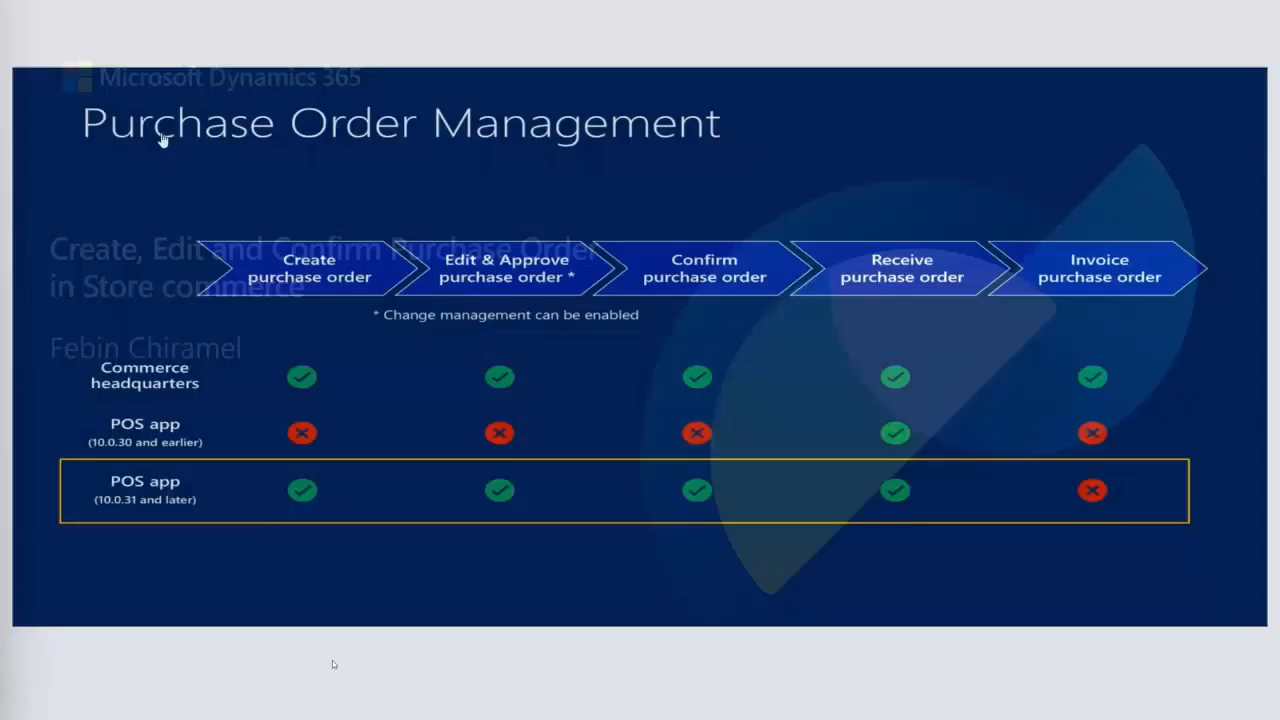 Microsoft Dynamics 365
Purchase Order Management
Create, Edit and Confirm Purchase Order
in Store commerce
Febin Chiramel
Create
purchase order
Edit & Approve
purchase order *
Confirm
purchase order
Receive
purchase order
Invoice
purchase order
* Change management can be enabled
Commerce
headquarters
POS app
(10.0.30 and earlier)
POS app
(10.0.31 and later)